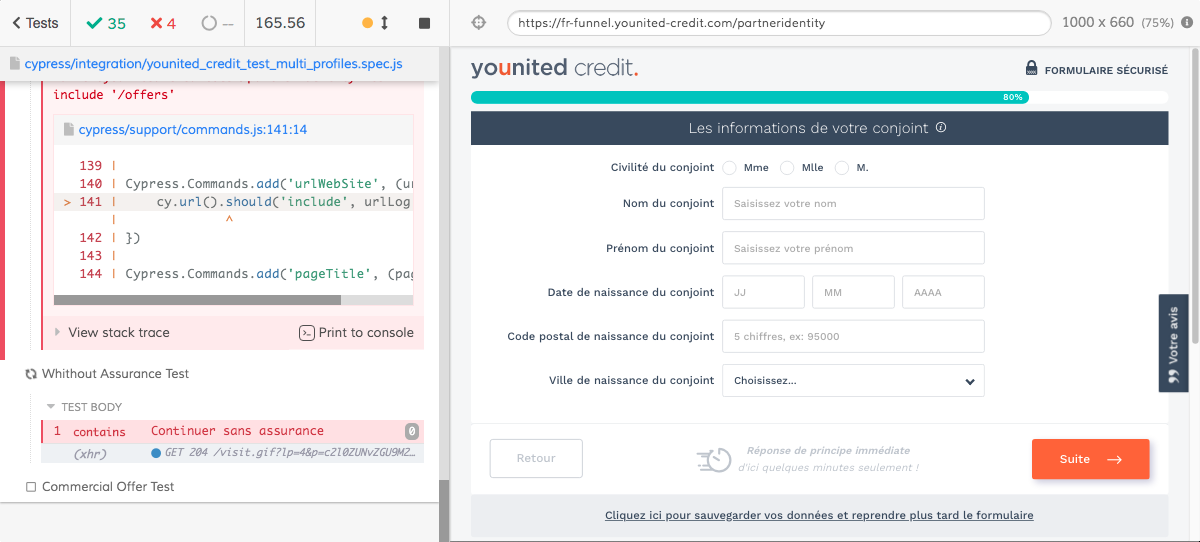 Tests
35
4
--
165.56
https://fr-funnel.younited-credit.com/partneridentity
1000 x 660 (75%)
cypress/integration/younited_credit_test_multi_profiles.spec.js
include '/offers'
cypress/support/commands.js:141:14
139 |
140 | Cypress.Commands.add('urlWebSite', (ur
> 141 | cy.url().should('include', urlLog
| ^
142 | })
143 |
144 | Cypress.Commands.add('pageTitle', (pag
View stack trace
Print to console
Whithout Assurance Test
TEST BODY
1 contains Continuer sans assurance 0
(xhr) GET 204 /visit.gif?lp=4&p=c2l0ZUNvZGU9MZ…
Commercial Offer Test
younited credit.
FORMULAIRE SÉCURISÉ
80%
Les informations de votre conjoint
Civilité du conjoint Mme Mlle M.
Nom du conjoint Saisissez votre nom
Prénom du conjoint Saisissez votre prénom
Date de naissance du conjoint JJ MM AAAA
Code postal de naissance du conjoint 5 chiffres, ex: 95000
Ville de naissance du conjoint Choisissez...
Votre avis
Retour
Réponse de principe immédiate
d'ici quelques minutes seulement !
Suite
Cliquez ici pour sauvegarder vos données et reprendre plus tard le formulaire